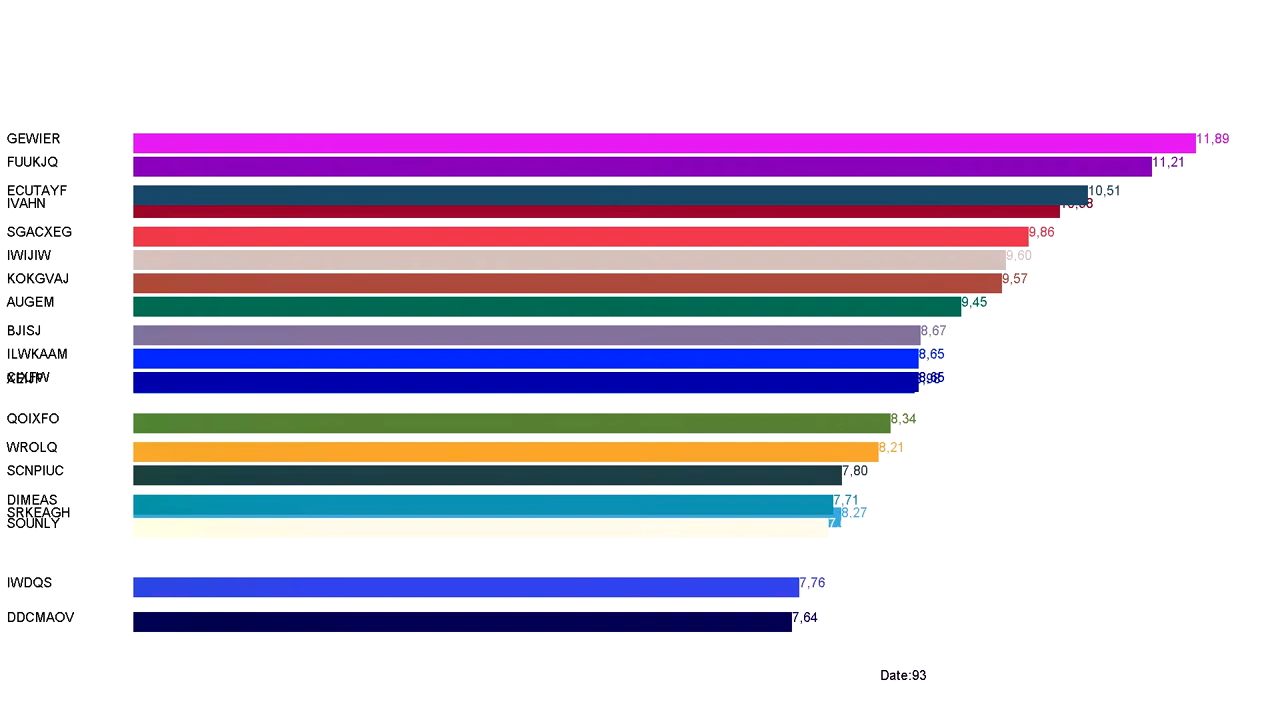 GEWIER 11,89
FUUKJQ 11,21
ECUTAYF 10,51
IVAHN
SGACXEG 9,86
IWIJIW 9,60
KOKGVAJ 9,57
AUGEM 9,45
BJISJ 8,67
ILWKAAM 8,65
8,65
QOIXFO 8,34
WROLQ 8,21
SCNPIUC 7,80
DIMEAS 7,71
SRKEAGH 8,27
SOUNLY
IWDQS 7,76
DDCMAOV 7,64
Date:93